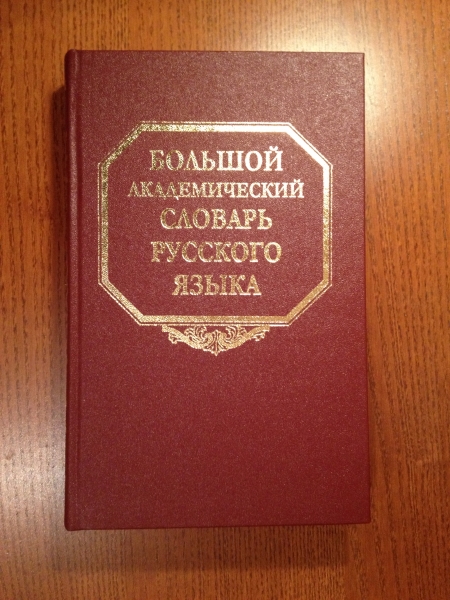 БОЛЬШОЙ
АКАДЕМИЧЕСКИЙ
СЛОВАРЬ
РУССКОГО
ЯЗЫКА